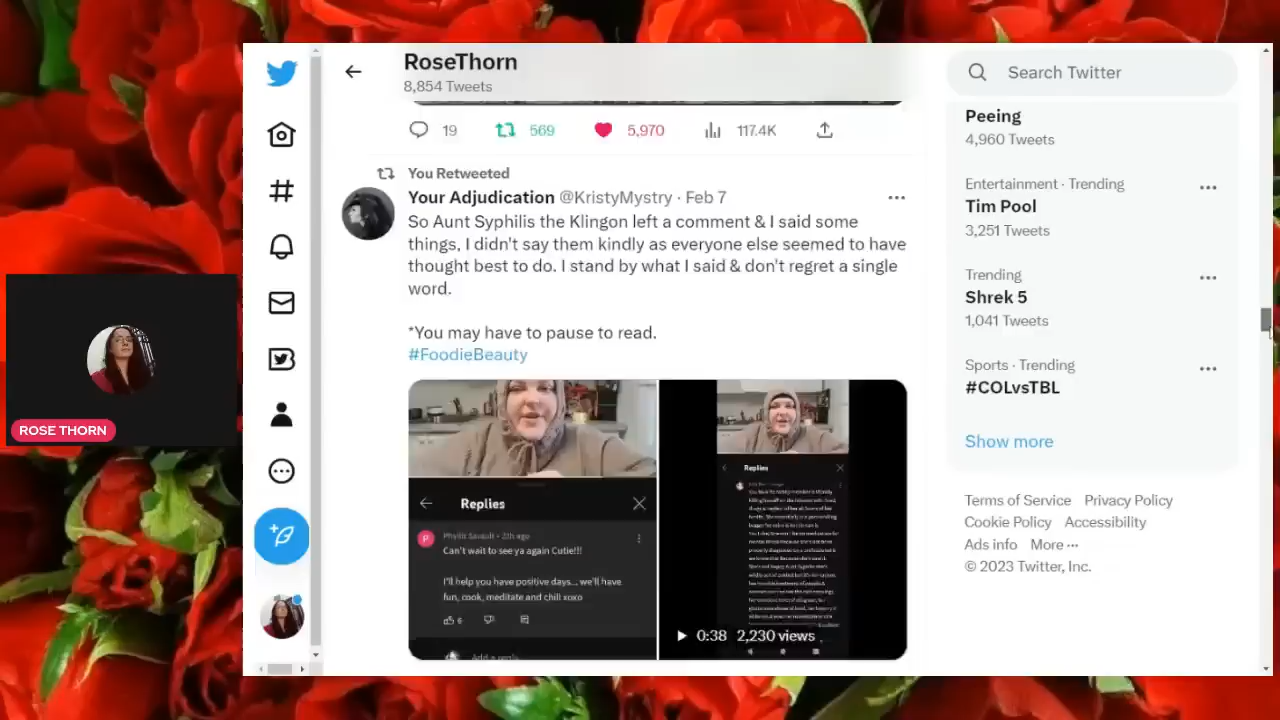 RoseThorn
8,854 Tweets
Search Twitter
19
569
5,970
117.4K
You Retweeted
Your Adjudication @KristyMystry · Feb 7
So Aunt Syphilis the Klingon left a comment & I said some
things, I didn't say them kindly as everyone else seemed to have
thought best to do. I stand by what I said & don't regret a single
word.
*You may have to pause to read.
#FoodieBeauty
Replies
Phyllis Sauault • 21h ago
Can't wait to see ya again Cutie!!!
I'll help you have positive days... we'll have
fun, cook, meditate and chill xoxo
6
Add a reply
Replies
0:38 2,230 views
Peeing
4,960 Tweets
Entertainment · Trending
Tim Pool
3,251 Tweets
Trending
Shrek 5
1,041 Tweets
Sports · Trending
#COLvsTBL
Show more
Terms of Service Privacy Policy
Cookie Policy Accessibility
Ads info More ···
© 2023 Twitter, Inc.
ROSE THORN